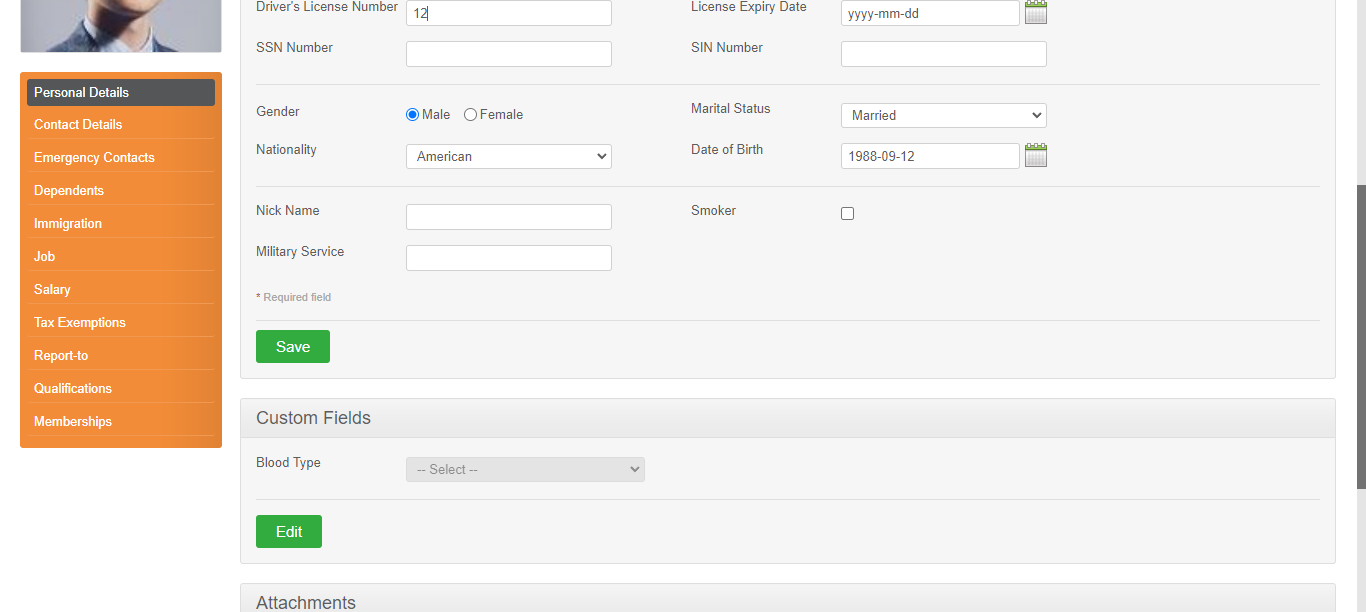 Driver's License Number 12 License Expiry Date yyyy-mm-dd
SSN Number SIN Number
Personal Details
Contact Details
Emergency Contacts
Dependents
Immigration
Job
Salary
Tax Exemptions
Report-to
Qualifications
Memberships
Gender Male Female Marital Status Married
Nationality American Date of Birth 1988-09-12
Nick Name Smoker
Military Service
* Required field
Save
Custom Fields
Blood Type -- Select --
Edit
Attachments